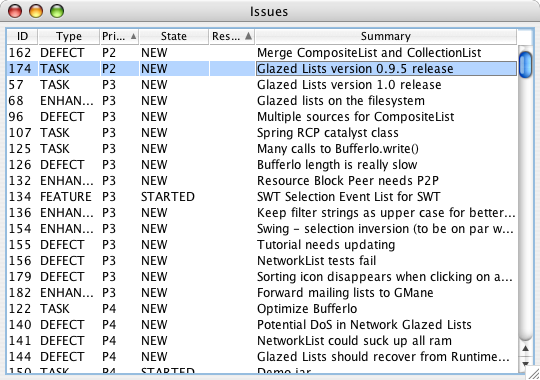 Issues
ID Type Pri... State Res... Summary
162 DEFECT P2 NEW Merge CompositeList and CollectionList
174 TASK P2 NEW Glazed Lists version 0.9.5 release
57 TASK P3 NEW Glazed Lists version 1.0 release
68 ENHAN... P3 NEW Glazed lists on the filesystem
96 DEFECT P3 NEW Multiple sources for CompositeList
107 TASK P3 NEW Spring RCP catalyst class
125 TASK P3 NEW Many calls to Bufferlo.write()
126 DEFECT P3 NEW Bufferlo length is really slow
132 ENHAN... P3 NEW Resource Block Peer needs P2P
134 FEATURE P3 STARTED SWT Selection Event List for SWT
136 ENHAN... P3 NEW Keep filter strings as upper case for better...
154 ENHAN... P3 NEW Swing - selection inversion (to be on par w...
155 DEFECT P3 NEW Tutorial needs updating
156 DEFECT P3 NEW NetworkList tests fail
179 DEFECT P3 NEW Sorting icon disappears when clicking on a...
182 ENHAN... P3 NEW Forward mailing lists to GMane
122 TASK P4 NEW Optimize Bufferlo
140 DEFECT P4 NEW Potential DoS in Network Glazed Lists
141 DEFECT P4 NEW NetworkList could suck up all ram
144 DEFECT P4 NEW Glazed Lists should recover from Runtime...
150 TASK P4 STARTED Demo jar